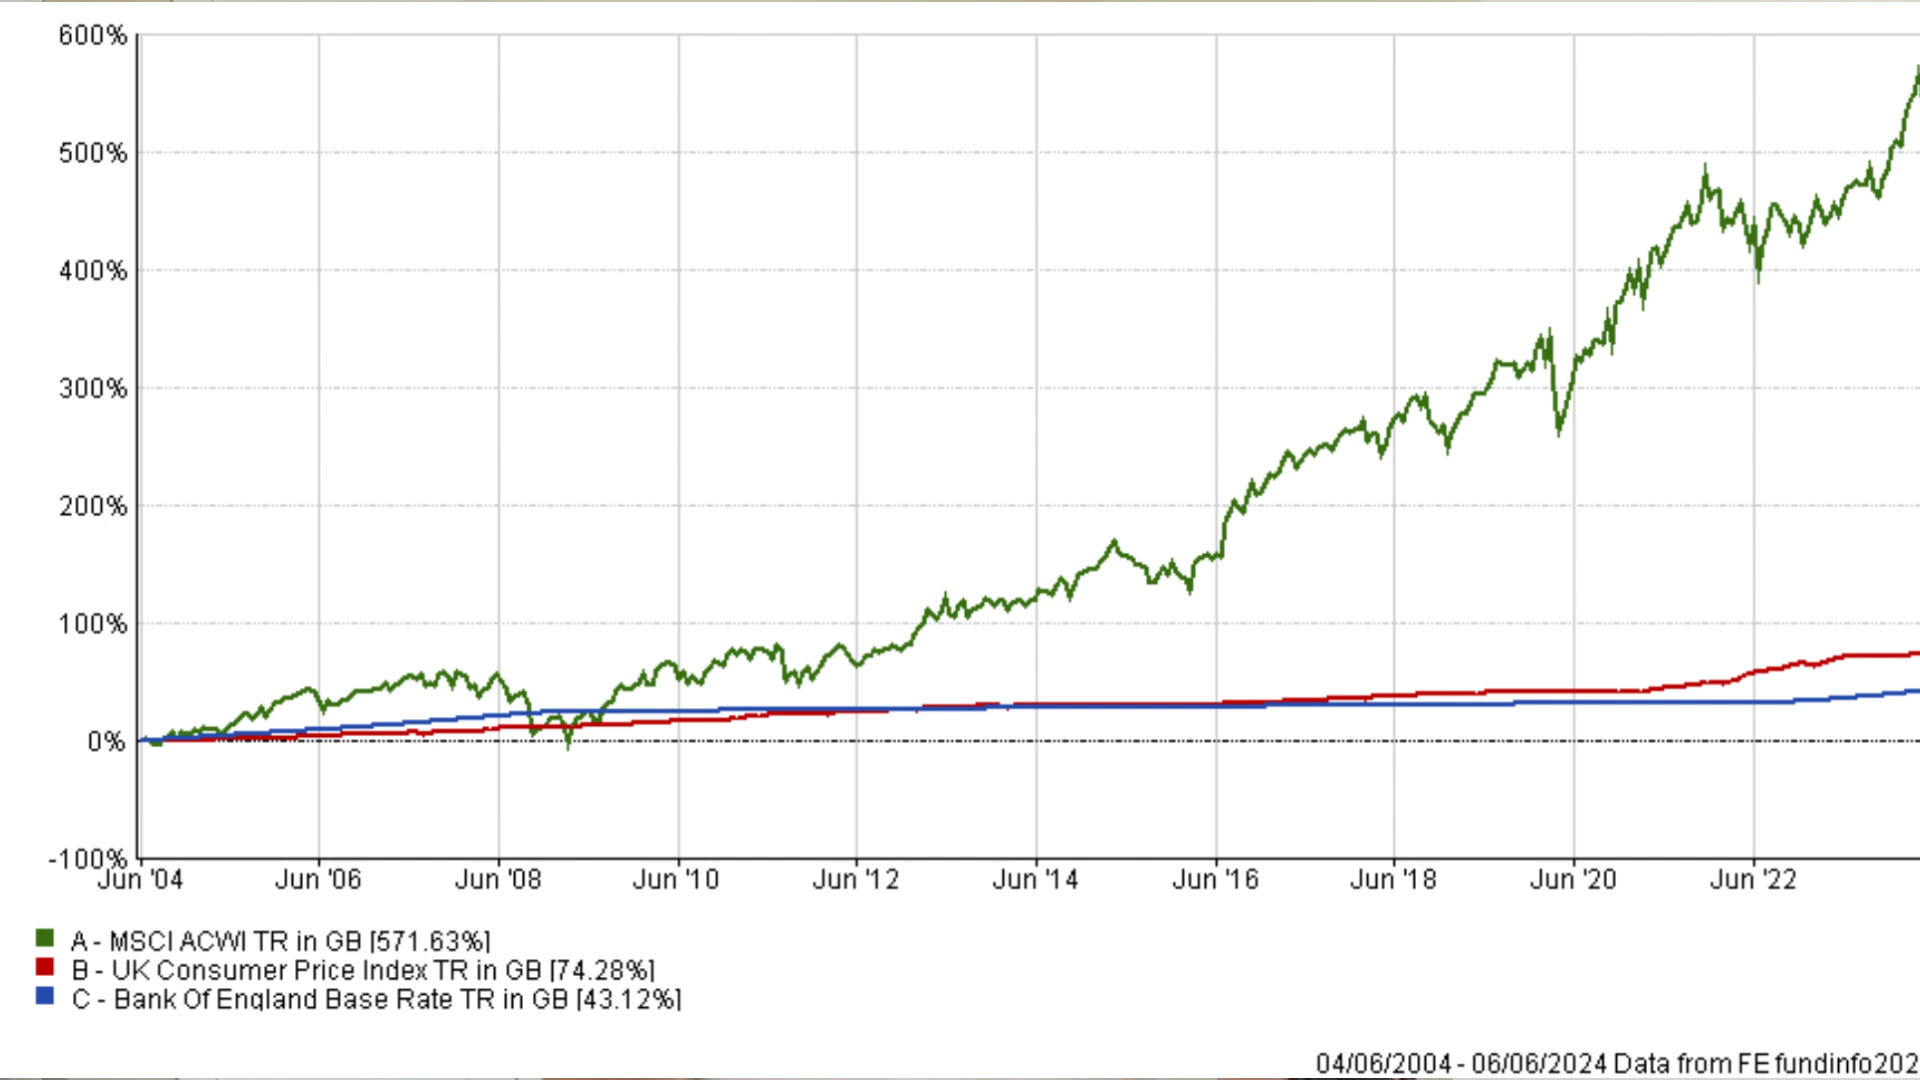 600%
500%
400%
300%
200%
100%
0%
-100%
Jun '04 Jun '06 Jun '08 Jun '10 Jun '12 Jun '14 Jun '16 Jun '18 Jun '20 Jun '22
A - MSCI ACWI TR in GB [571.63%]
B - UK Consumer Price Index TR in GB [74.28%]
C - Bank Of England Base Rate TR in GB [43.12%]
04/06/2004 - 06/06/2024 Data from FE fundinfo202